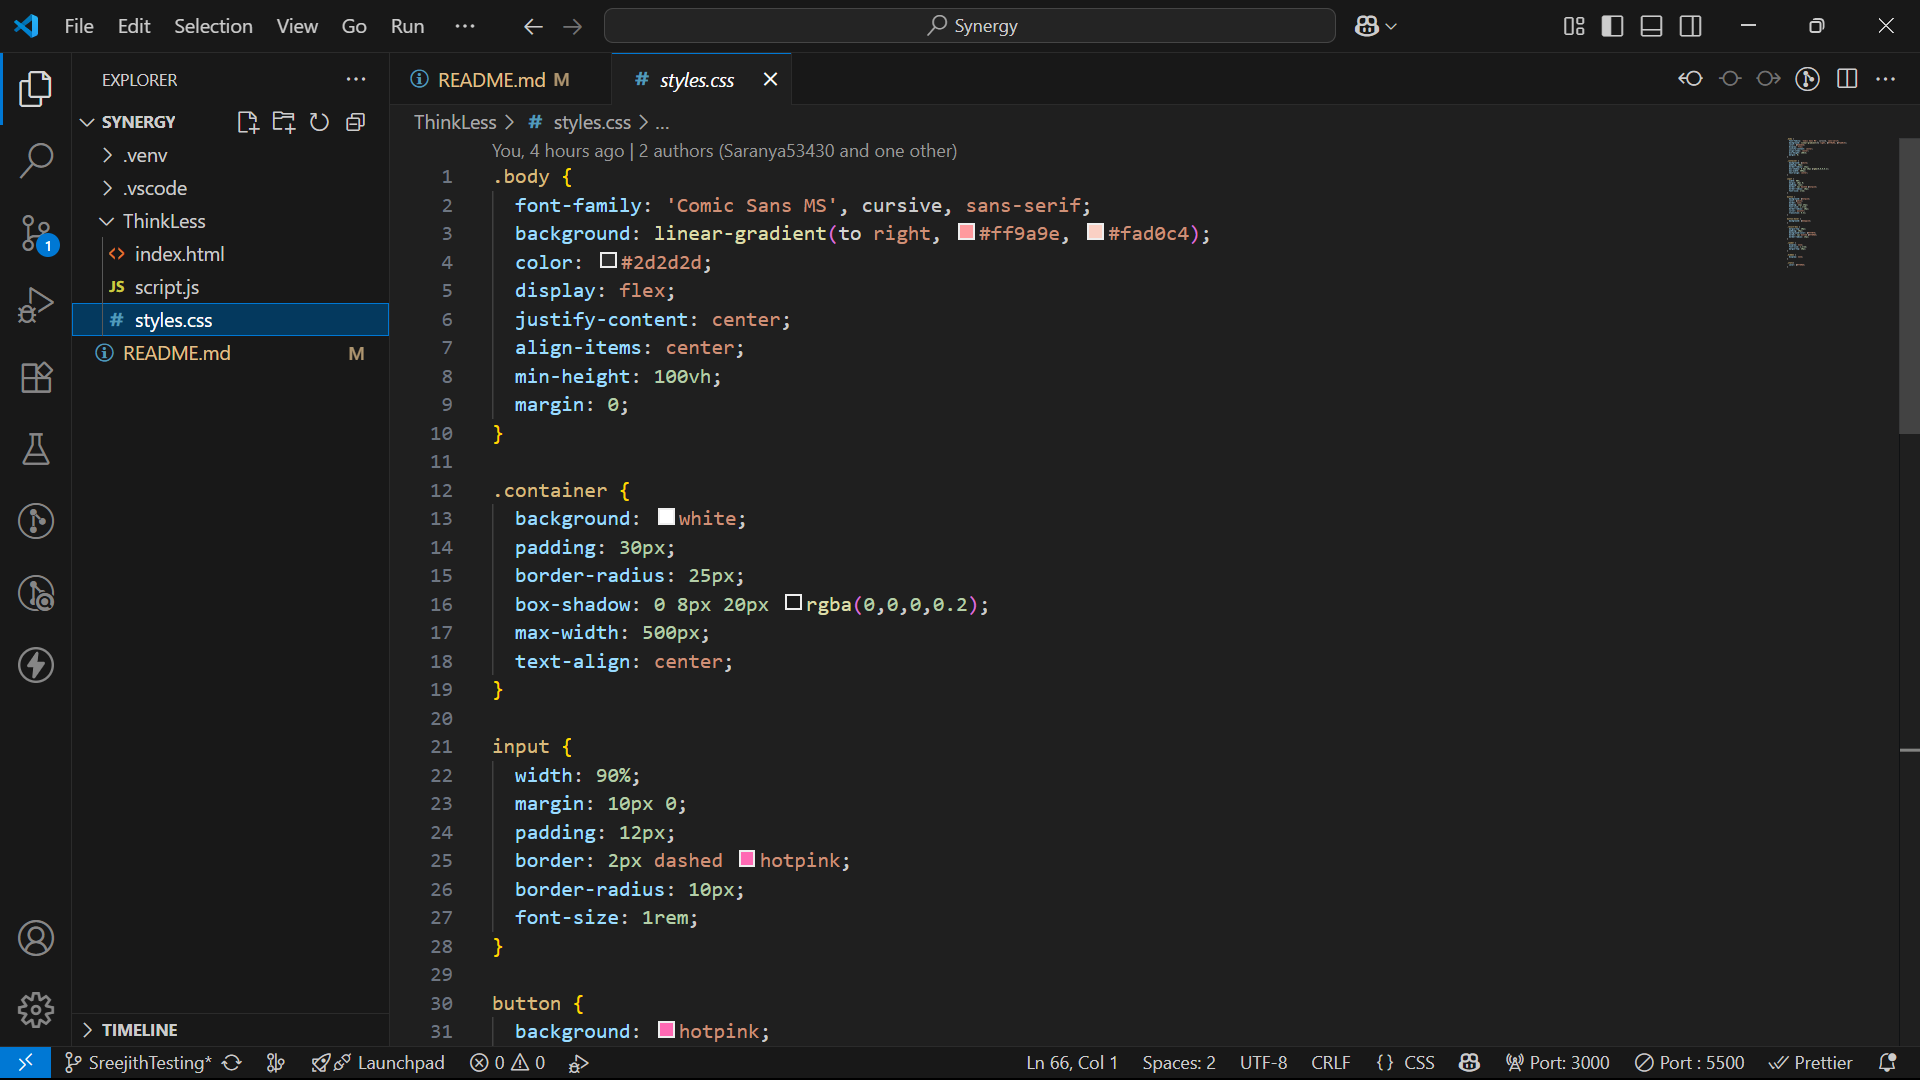 File Edit Selection View Go Run ··· Synergy
EXPLORER ···
SYNERGY
.venv
.vscode
ThinkLess
<> index.html
JS script.js
# styles.css
README.md M
TIMELINE
1
README.md M # styles.css
ThinkLess > # styles.css > ...
You, 4 hours ago | 2 authors (Saranya53430 and one other)
1 .body {
2 font-family: 'Comic Sans MS', cursive, sans-serif;
3 background: linear-gradient(to right, #ff9a9e, #fad0c4);
4 color: #2d2d2d;
5 display: flex;
6 justify-content: center;
7 align-items: center;
8 min-height: 100vh;
9 margin: 0;
10 }
11
12 .container {
13 background: white;
14 padding: 30px;
15 border-radius: 25px;
16 box-shadow: 0 8px 20px rgba(0,0,0,0.2);
17 max-width: 500px;
18 text-align: center;
19 }
20
21 input {
22 width: 90%;
23 margin: 10px 0;
24 padding: 12px;
25 border: 2px dashed hotpink;
26 border-radius: 10px;
27 font-size: 1rem;
28 }
29
30 button {
31 background: hotpink;
SreejithTesting* Launchpad 0 0 Ln 66, Col 1 Spaces: 2 UTF-8 CRLF {} CSS Port: 3000 Port : 5500 Prettier